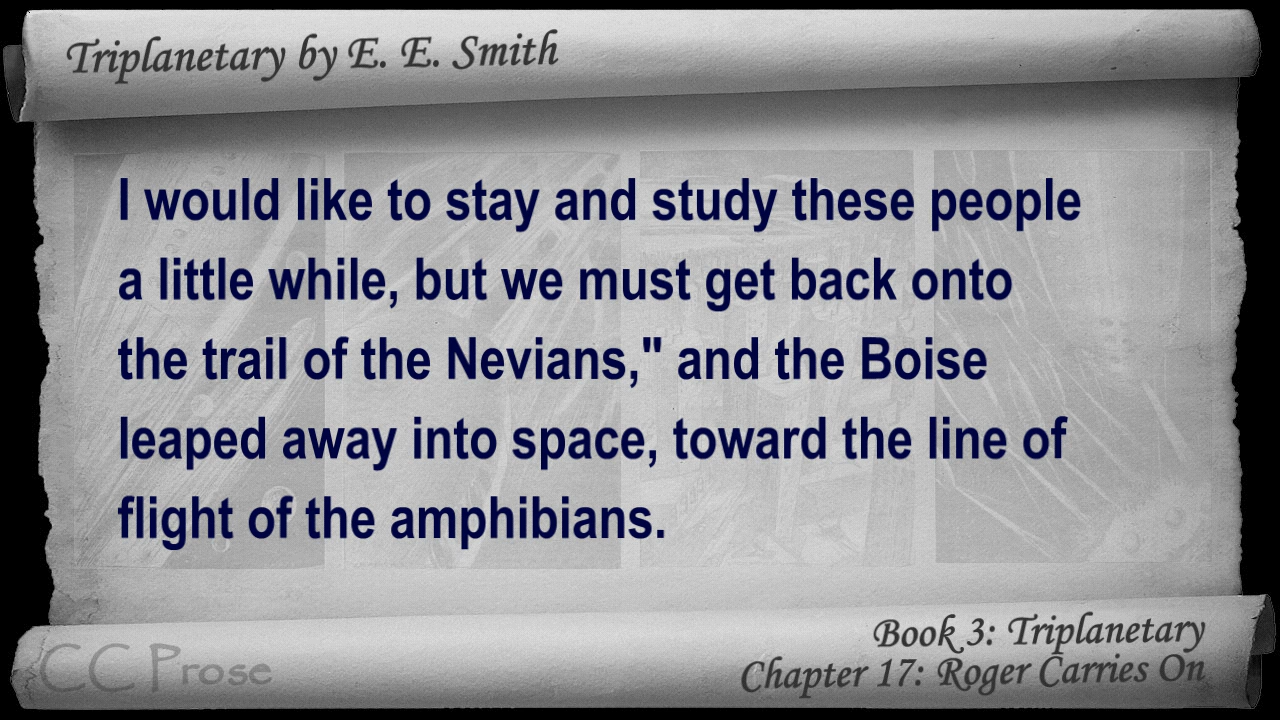 Triplanetary by E. E. Smith
I would like to stay and study these people
a little while, but we must get back onto
the trail of the Nevians," and the Boise
leaped away into space, toward the line of
flight of the amphibians.
Book 3: Triplanetary
Chapter 17: Roger Carries On
CC Prose